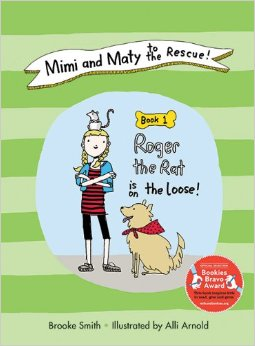 Mimi and Maty to the Rescue!
Book 1
Roger
the Rat
is on the loose!
Bookies
Bravo
Award
Brooke Smith • Illustrated by Alli Arnold